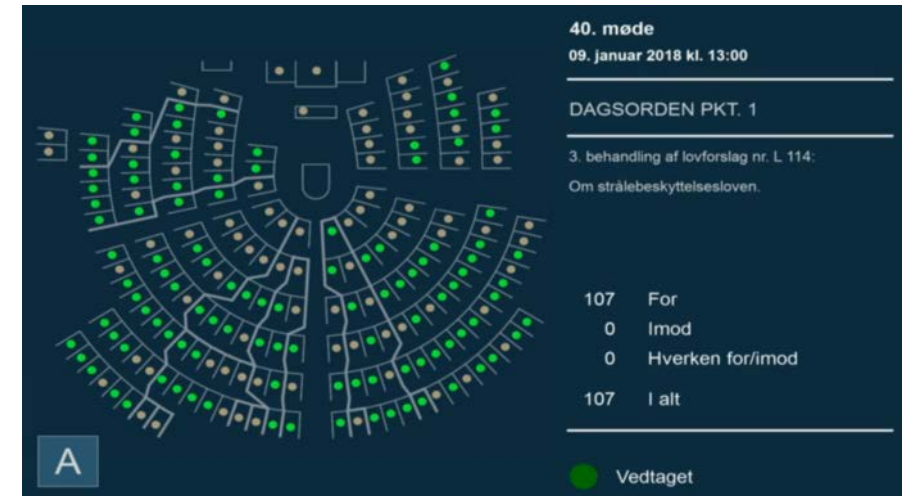 40. møde
09. januar 2018 kl. 13:00
DAGSORDEN PKT. 1
3. behandling af lovforslag nr. L 114:
Om strålebeskyttelsesloven.
107 For
0 Imod
0 Hverken for/imod
107 I alt
A
Vedtaget